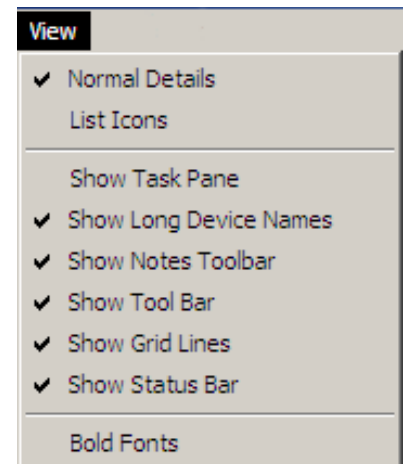 View
Normal Details
List Icons
Show Task Pane
Show Long Device Names
Show Notes Toolbar
Show Tool Bar
Show Grid Lines
Show Status Bar
Bold Fonts